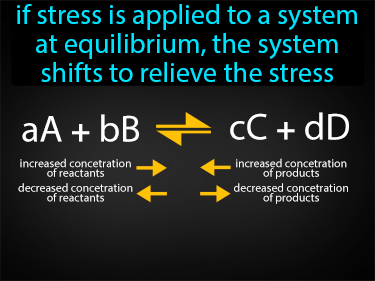 if stress is applied to a system
at equilibrium, the system
shifts to relieve the stress
aA + bB ⇌ cC + dD
increased concetration
of reactants
increased concetration
of products
decreased concetration
of reactants
decreased concetration
of products